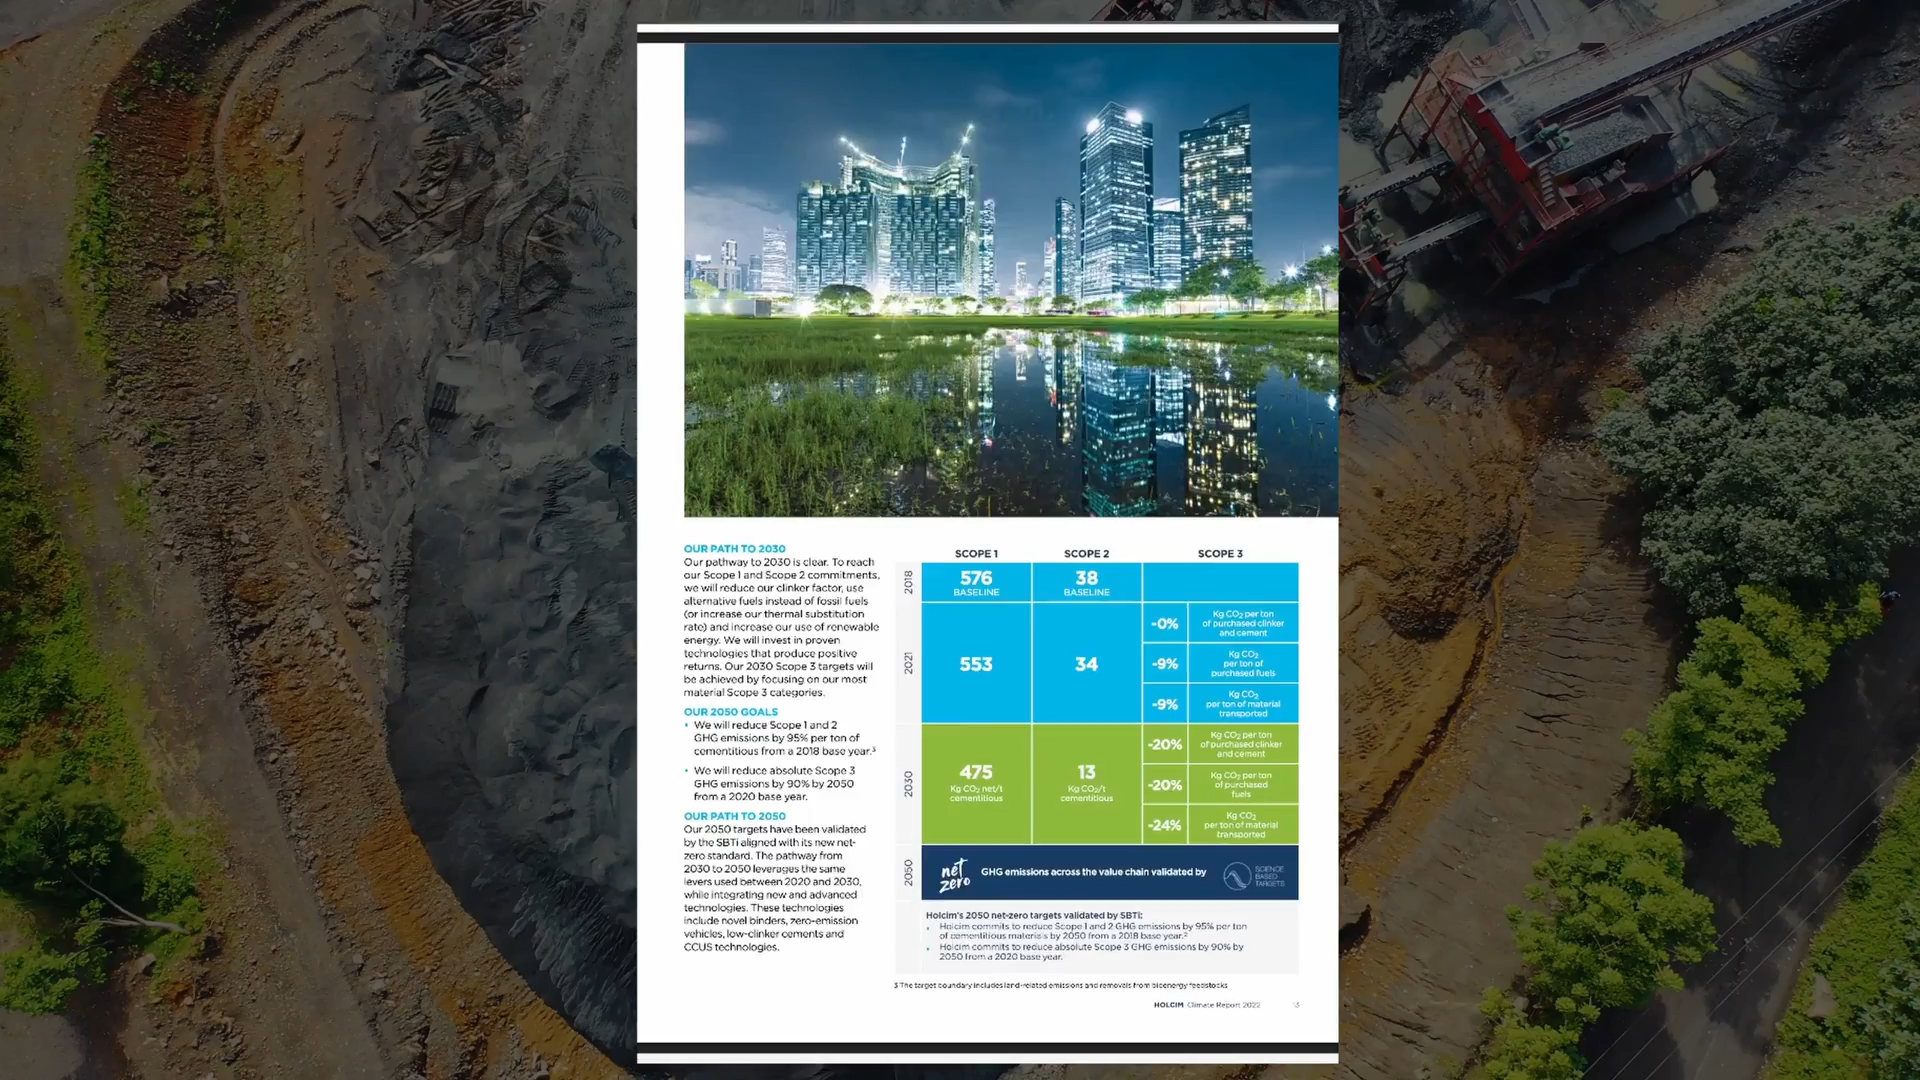 OUR PATH TO 2030
Our pathway to 2030 is clear. To reach
our Scope 1 and Scope 2 commitments,
we will reduce our clinker factor, use
alternative fuels instead of fossil fuels
(or increase our thermal substitution
rate) and increase our use of renewable
energy. We will invest in proven
technologies that produce positive
returns. Our 2030 Scope 3 targets will
be achieved by focusing on our most
material Scope 3 categories.
OUR 2050 GOALS
• We will reduce Scope 1 and 2
GHG emissions by 95% per ton of
cementitious from a 2018 base year.³
• We will reduce absolute Scope 3
GHG emissions by 90% by 2050
from a 2020 base year.
OUR PATH TO 2050
Our 2050 targets have been validated
by the SBTi aligned with its new net-
zero standard. The pathway from
2030 to 2050 leverages the same
levers used between 2020 and 2030,
while integrating new and advanced
technologies. These technologies
include novel binders, zero-emission
vehicles, low-clinker cements and
CCUS technologies.
SCOPE 1 SCOPE 2 SCOPE 3
2018
576
BASELINE
38
BASELINE
2021
553
34
-0%
Kg CO₂ per ton
of purchased clinker
and cement
-9%
Kg CO₂
per ton of
purchased fuels
-9%
Kg CO₂
per ton of material
transported
2030
475
Kg CO₂ net/t
cementitious
13
Kg CO₂/t
cementitious
-20%
Kg CO₂ per ton
of purchased clinker
and cement
-20%
Kg CO₂ per ton
of purchased
fuels
-24%
Kg CO₂
per ton of material
transported
2050
net
zero
GHG emissions across the value chain validated by
SCIENCE
BASED
TARGETS
Holcim's 2050 net-zero targets validated by SBTi:
• Holcim commits to reduce Scope 1 and 2 GHG emissions by 95% per ton
of cementitious materials by 2050 from a 2018 base year.²
• Holcim commits to reduce absolute Scope 3 GHG emissions by 90% by
2050 from a 2020 base year.
3 The target boundary includes land-related emissions and removals from bioenergy feedstocks
HOLCIM Climate Report 2022 13